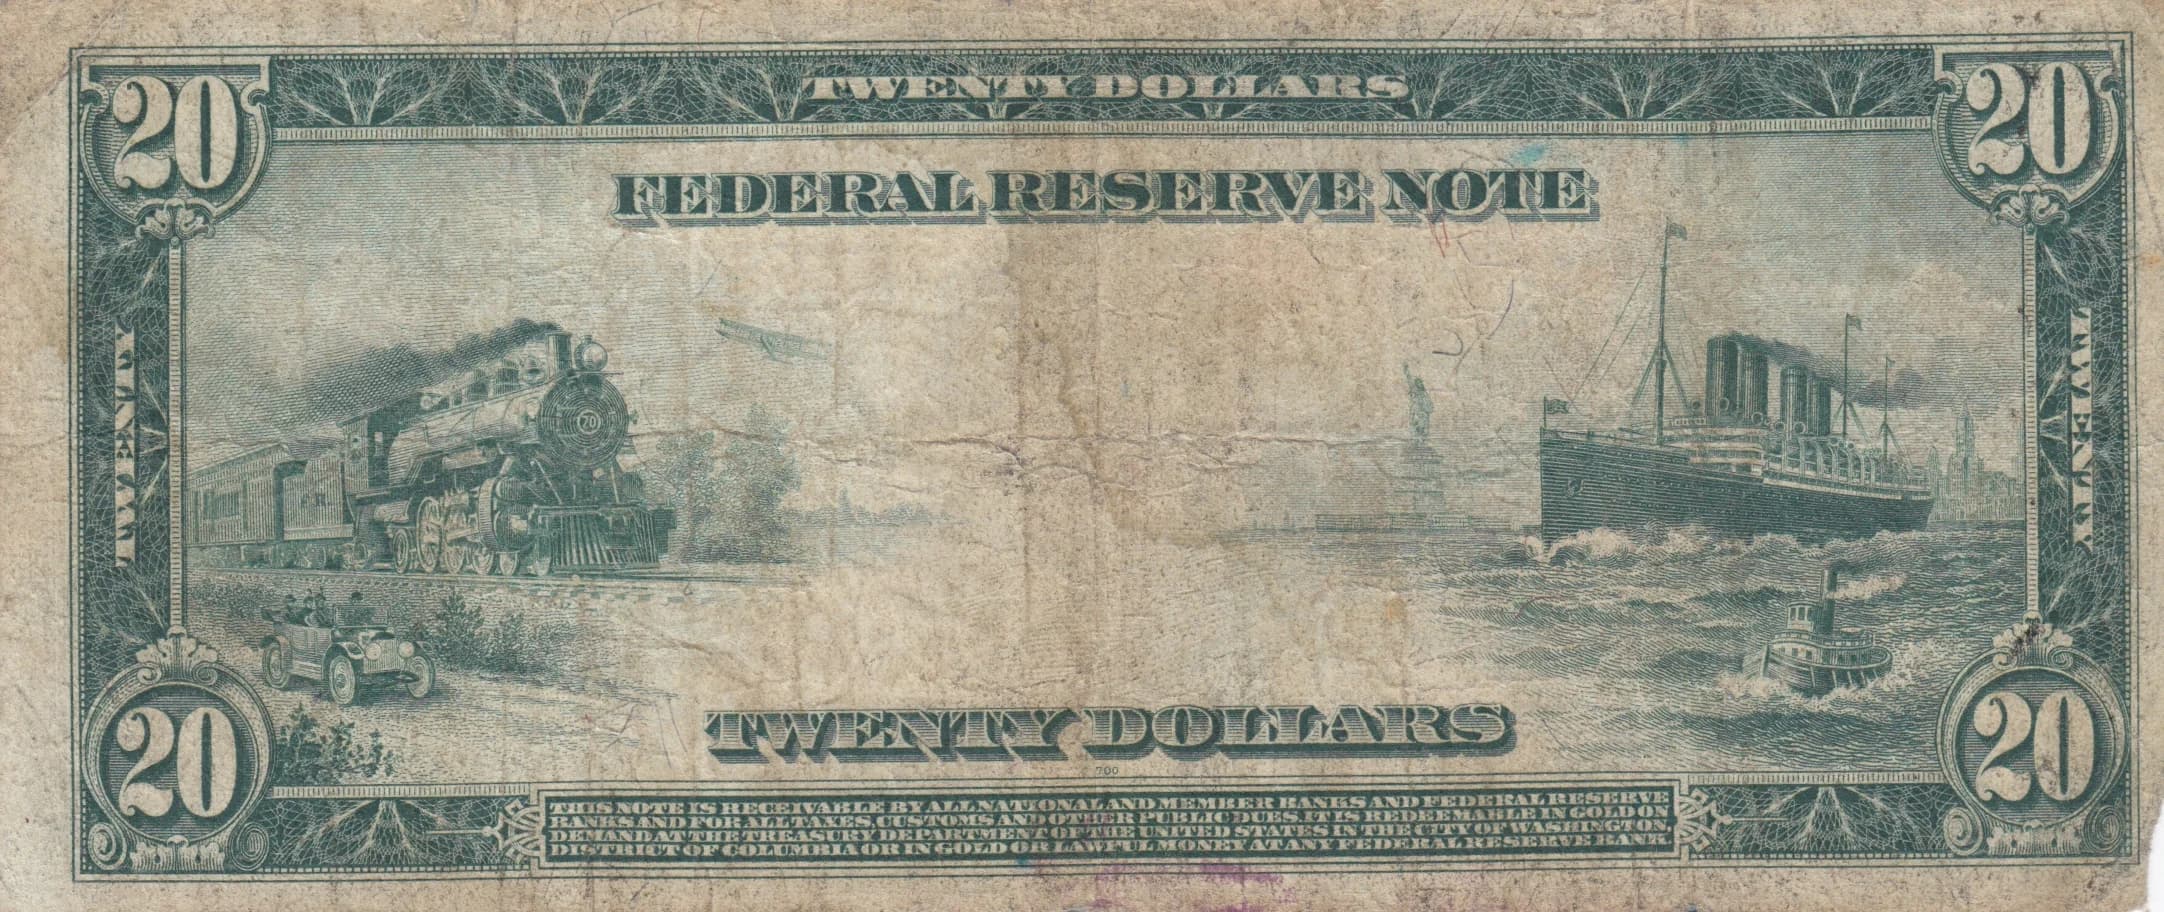 20 TWENTY DOLLARS 20
FEDERAL RESERVE NOTE
TWENTY
TWENTY
70
TWENTY DOLLARS
700
20
20
THIS NOTE IS RECEIVABLE BY ALL NATIONAL AND MEMBER BANKS AND FEDERAL RESERVE
BANKS AND FOR ALL TAXES, CUSTOMS AND OTHER PUBLIC DUES. IT IS REDEEMABLE IN GOLD ON
DEMAND AT THE TREASURY DEPARTMENT OF THE UNITED STATES IN THE CITY OF WASHINGTON,
DISTRICT OF COLUMBIA OR IN GOLD OR LAWFUL MONEY AT ANY FEDERAL RESERVE BANK.